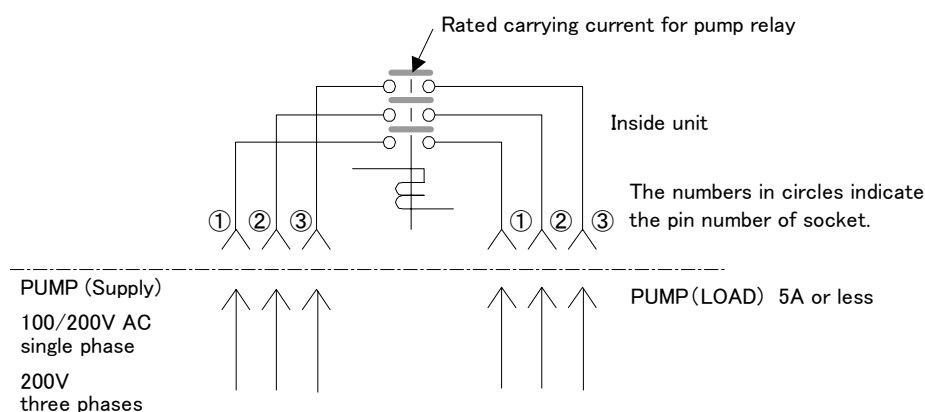 Rated carrying current for pump relay
Inside unit
The numbers in circles indicate
the pin number of socket.
① ② ③
① ② ③
PUMP (Supply)
100/200V AC
single phase
200V
three phases
PUMP(LOAD) 5A or less